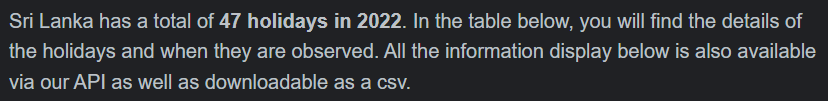 Sri Lanka has a total of 47 holidays in 2022. In the table below, you will find the details of
the holidays and when they are observed. All the information display below is also available
via our API as well as downloadable as a csv.